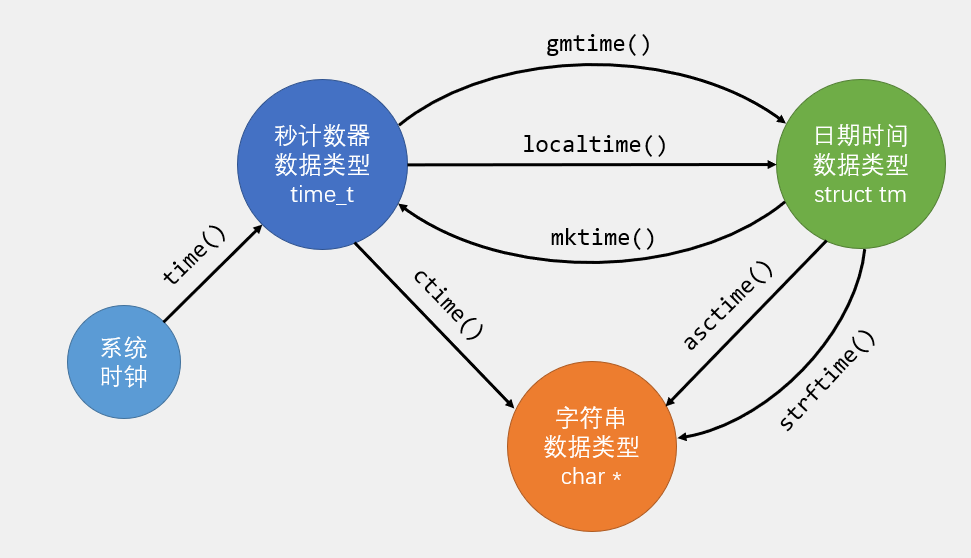 gmtime()
秒计数器
数据类型
time_t
localtime()
日期时间
数据类型
struct tm
mktime()
time()
ctime()
asctime()
strftime()
系统
时钟
字符串
数据类型
char *